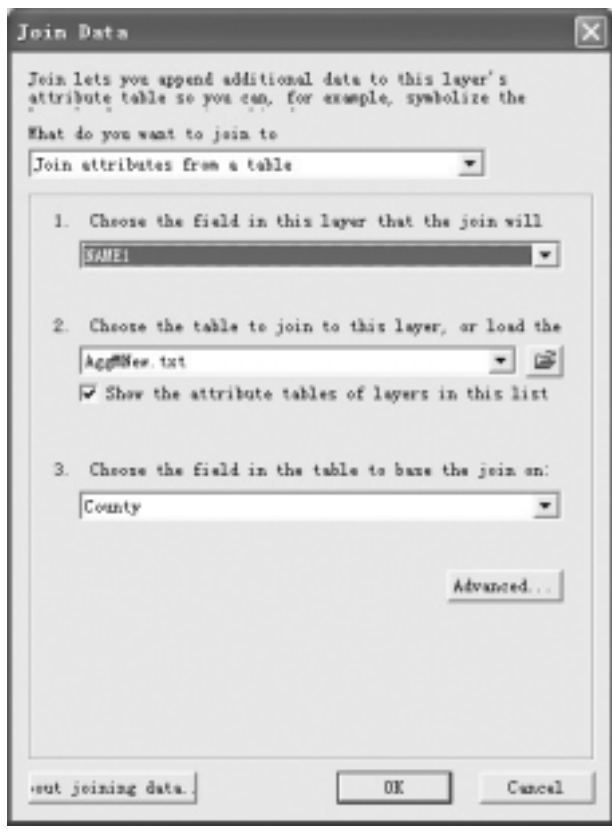 Join Data
Join lets you append additional data to this layer's
attribute table so you can, for example, symbolize the
What do you want to join to
Join attributes from a table
1. Choose the field in this layer that the join will
NAME1
2. Choose the table to join to this layer, or load the
Show the attribute tables of layers in this list
3. Choose the field in the table to base the join on:
County
Advanced...
out joining data..
OK
Cancel